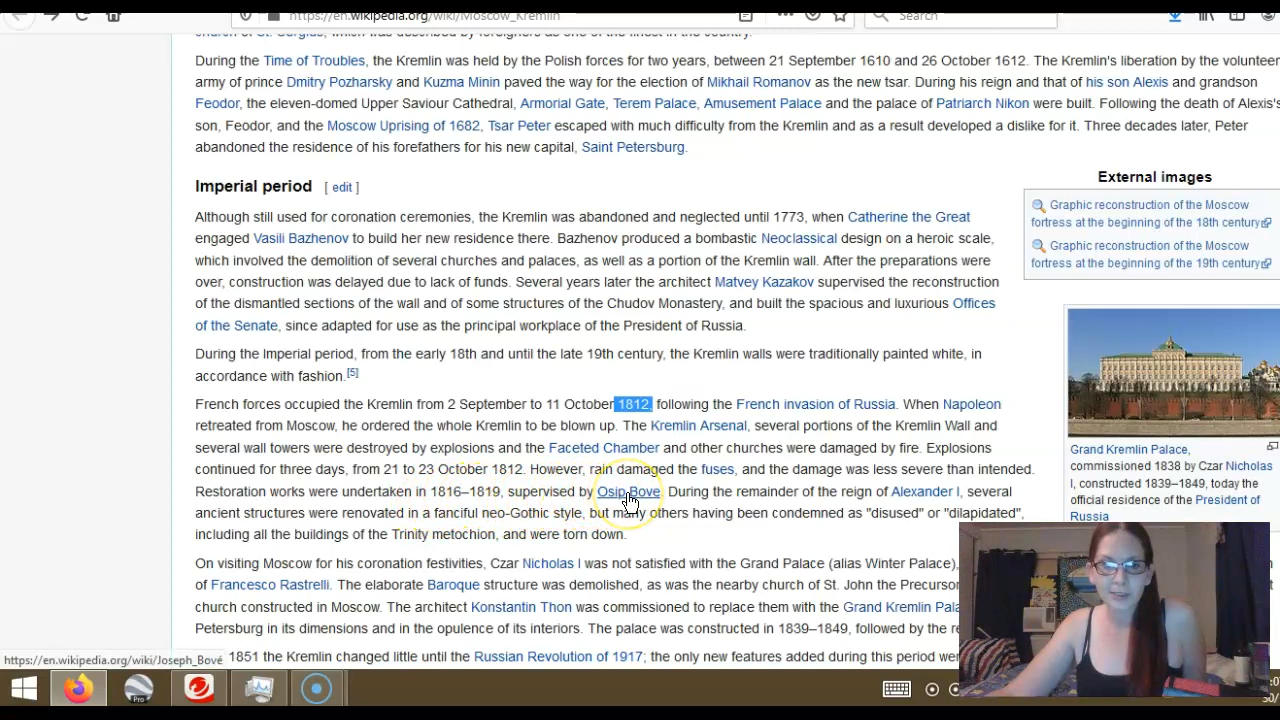 https://en.wikipedia.org/wiki/Moscow_Kremlin
Search
church of St. Sergius, which was described by foreigners as one of the finest in the country.
During the Time of Troubles, the Kremlin was held by the Polish forces for two years, between 21 September 1610 and 26 October 1612. The Kremlin's liberation by the volunteer
army of prince Dmitry Pozharsky and Kuzma Minin paved the way for the election of Mikhail Romanov as the new tsar. During his reign and that of his son Alexis and grandson
Feodor, the eleven-domed Upper Saviour Cathedral, Armorial Gate, Terem Palace, Amusement Palace and the palace of Patriarch Nikon were built. Following the death of Alexis's
son, Feodor, and the Moscow Uprising of 1682, Tsar Peter escaped with much difficulty from the Kremlin and as a result developed a dislike for it. Three decades later, Peter
abandoned the residence of his forefathers for his new capital, Saint Petersburg.
Imperial period [ edit ]
Although still used for coronation ceremonies, the Kremlin was abandoned and neglected until 1773, when Catherine the Great
engaged Vasili Bazhenov to build her new residence there. Bazhenov produced a bombastic Neoclassical design on a heroic scale,
which involved the demolition of several churches and palaces, as well as a portion of the Kremlin wall. After the preparations were
over, construction was delayed due to lack of funds. Several years later the architect Matvey Kazakov supervised the reconstruction
of the dismantled sections of the wall and of some structures of the Chudov Monastery, and built the spacious and luxurious Offices
of the Senate, since adapted for use as the principal workplace of the President of Russia.
During the Imperial period, from the early 18th and until the late 19th century, the Kremlin walls were traditionally painted white, in
accordance with fashion.[5]
French forces occupied the Kremlin from 2 September to 11 October 1812, following the French invasion of Russia. When Napoleon
retreated from Moscow, he ordered the whole Kremlin to be blown up. The Kremlin Arsenal, several portions of the Kremlin Wall and
several wall towers were destroyed by explosions and the Faceted Chamber and other churches were damaged by fire. Explosions
continued for three days, from 21 to 23 October 1812. However, rain damaged the fuses, and the damage was less severe than intended.
Restoration works were undertaken in 1816–1819, supervised by Osip Bove. During the remainder of the reign of Alexander I, several
ancient structures were renovated in a fanciful neo-Gothic style, but many others having been condemned as "disused" or "dilapidated",
including all the buildings of the Trinity metochion, and were torn down.
On visiting Moscow for his coronation festivities, Czar Nicholas I was not satisfied with the Grand Palace (alias Winter Palace),
of Francesco Rastrelli. The elaborate Baroque structure was demolished, as was the nearby church of St. John the Precursor
church constructed in Moscow. The architect Konstantin Thon was commissioned to replace them with the Grand Kremlin Pala
Petersburg in its dimensions and in the opulence of its interiors. The palace was constructed in 1839–1849, followed by the re
1851 the Kremlin changed little until the Russian Revolution of 1917; the only new features added during this period were
External images
Graphic reconstruction of the Moscow
fortress at the beginning of the 18th century
Graphic reconstruction of the Moscow
fortress at the beginning of the 19th century
Grand Kremlin Palace,
commissioned 1838 by Czar Nicholas
I, constructed 1839–1849, today the
official residence of the President of
Russia
https://en.wikipedia.org/wiki/Joseph_Bové
Pro